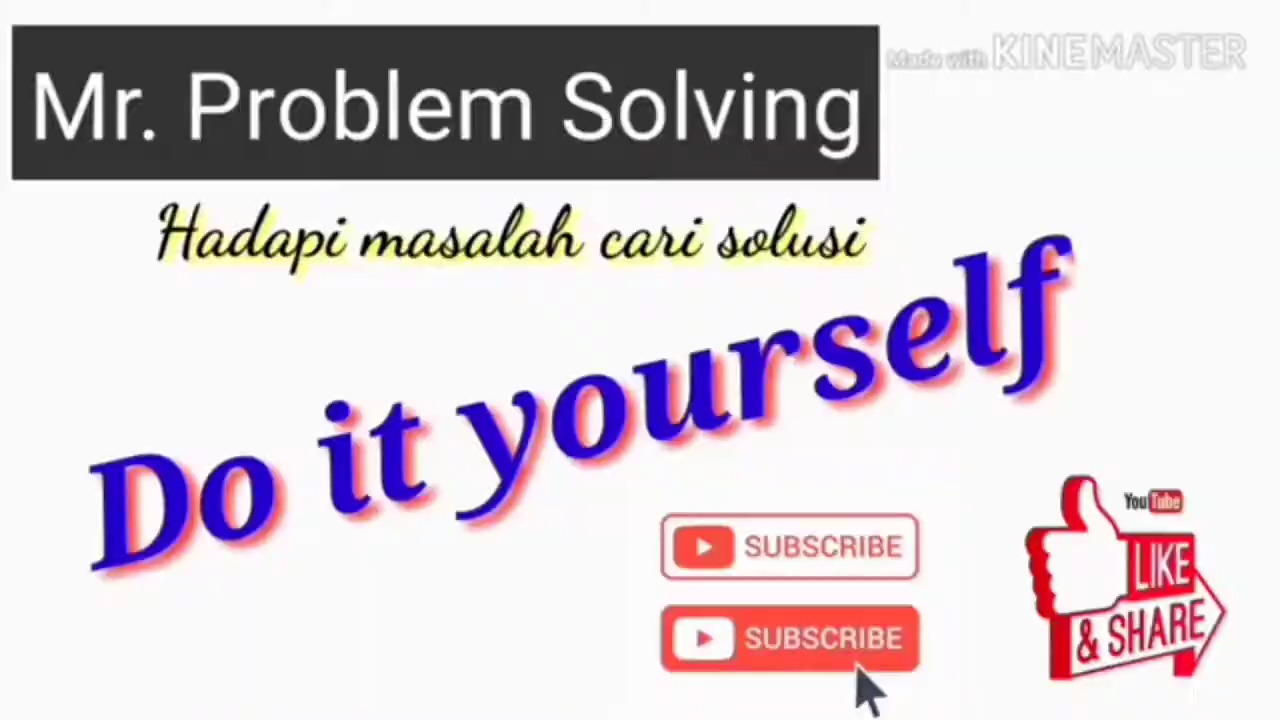 Mr. Problem Solving
Made with KINEMASTER
Hadapi masalah cari solusi
Do it yourself
SUBSCRIBE
SUBSCRIBE
YouTube
LIKE
& SHARE